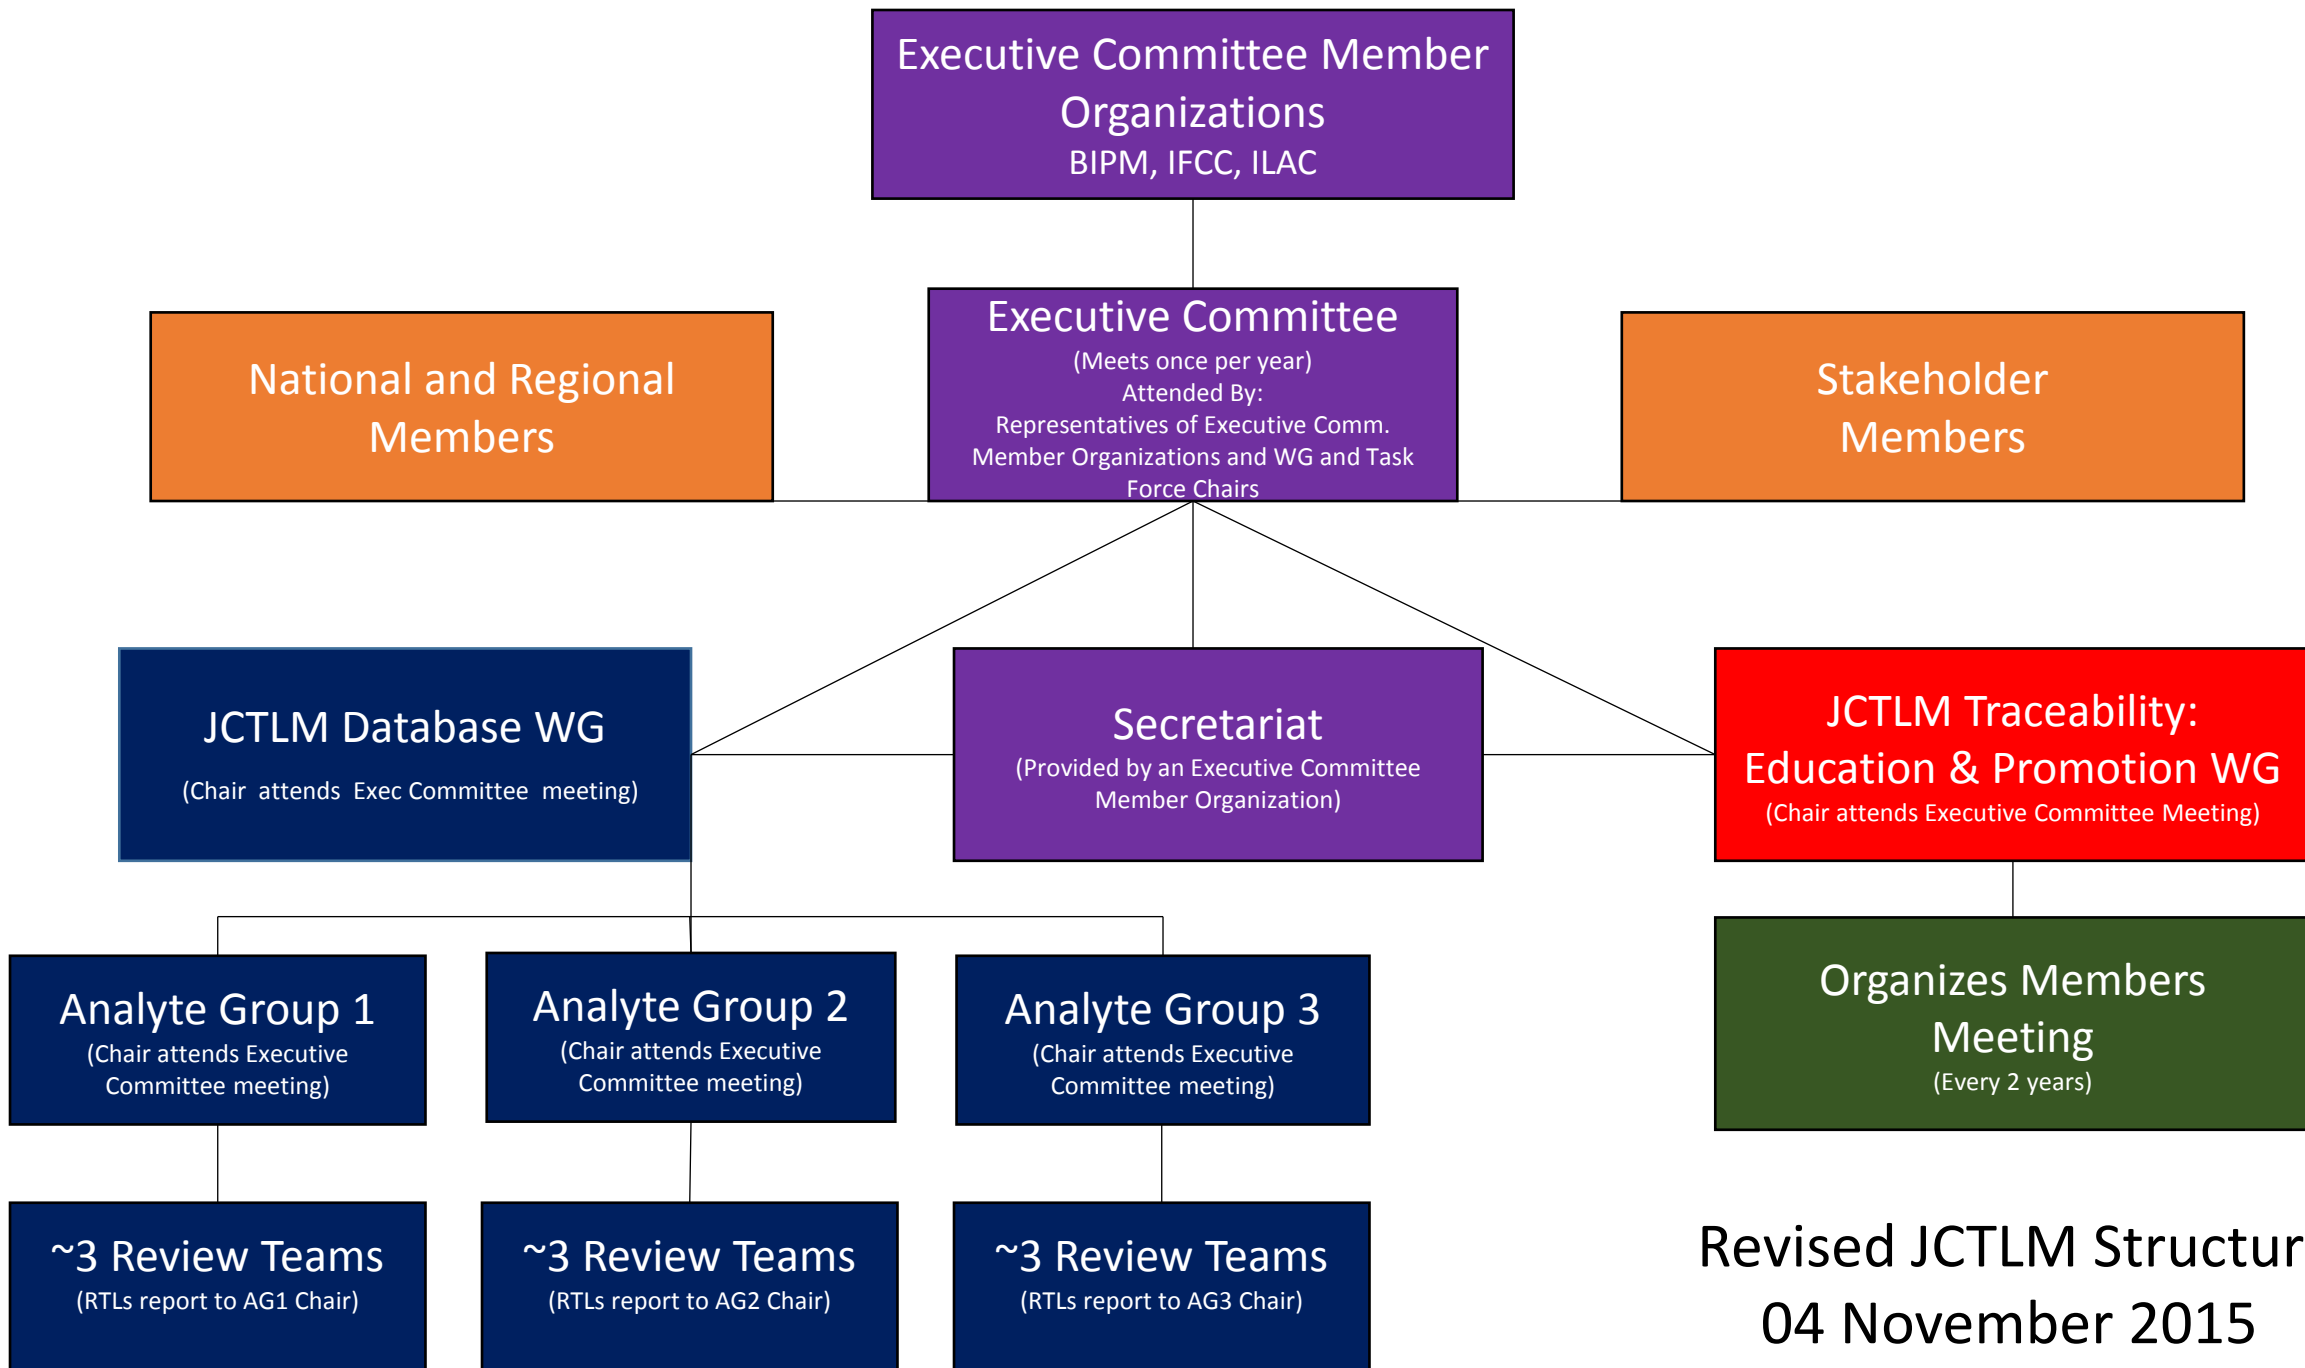 Executive Committee Member
Organizations
BIPM, IFCC, ILAC
National and Regional
Members
Executive Committee
(Meets once per year)
Attended By:
Representatives of Executive Comm.
Member Organizations and WG and Task
Force Chairs
Stakeholder
Members
JCTLM Database WG
(Chair attends Exec Committee meeting)
Secretariat
(Provided by an Executive Committee
Member Organization)
JCTLM Traceability:
Education & Promotion WG
(Chair attends Executive Committee Meeting)
Analyte Group 1
(Chair attends Executive
Committee meeting)
Analyte Group 2
(Chair attends Executive
Committee meeting)
Analyte Group 3
(Chair attends Executive
Committee meeting)
Organizes Members
Meeting
(Every 2 years)
~3 Review Teams
(RTLs report to AG1 Chair)
~3 Review Teams
(RTLs report to AG2 Chair)
~3 Review Teams
(RTLs report to AG3 Chair)
Revised JCTLM Structur
04 November 2015